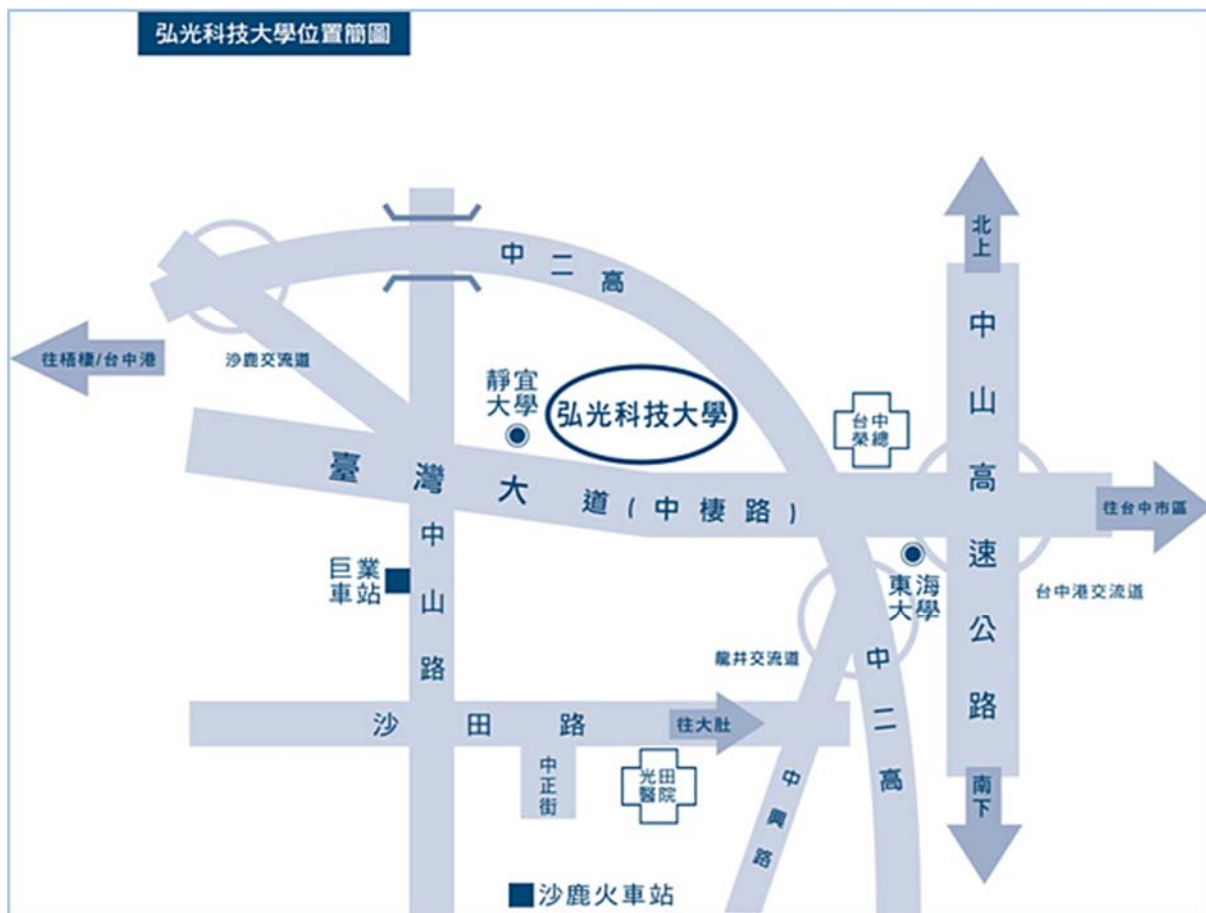 弘光科技大學位置簡圖
北上
中二高
中山高速公路
往梧棲/台中港
沙鹿交流道
靜宜
大學
弘光科技大學
台中
榮總
臺灣大道(中棲路)
往台中市區
中山路
巨業
車站
東海
大學
台中港交流道
龍井交流道
中二高
沙田路
往大肚
中正街
光田
醫院
中興路
南下
沙鹿火車站